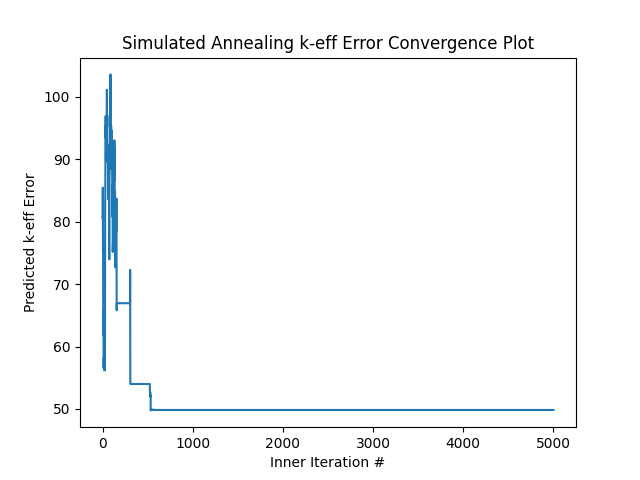 Simulated Annealing k-eff Error Convergence Plot
Predicted k-eff Error
100
90
80
70
60
50
0 1000 2000 3000 4000 5000
Inner Iteration #